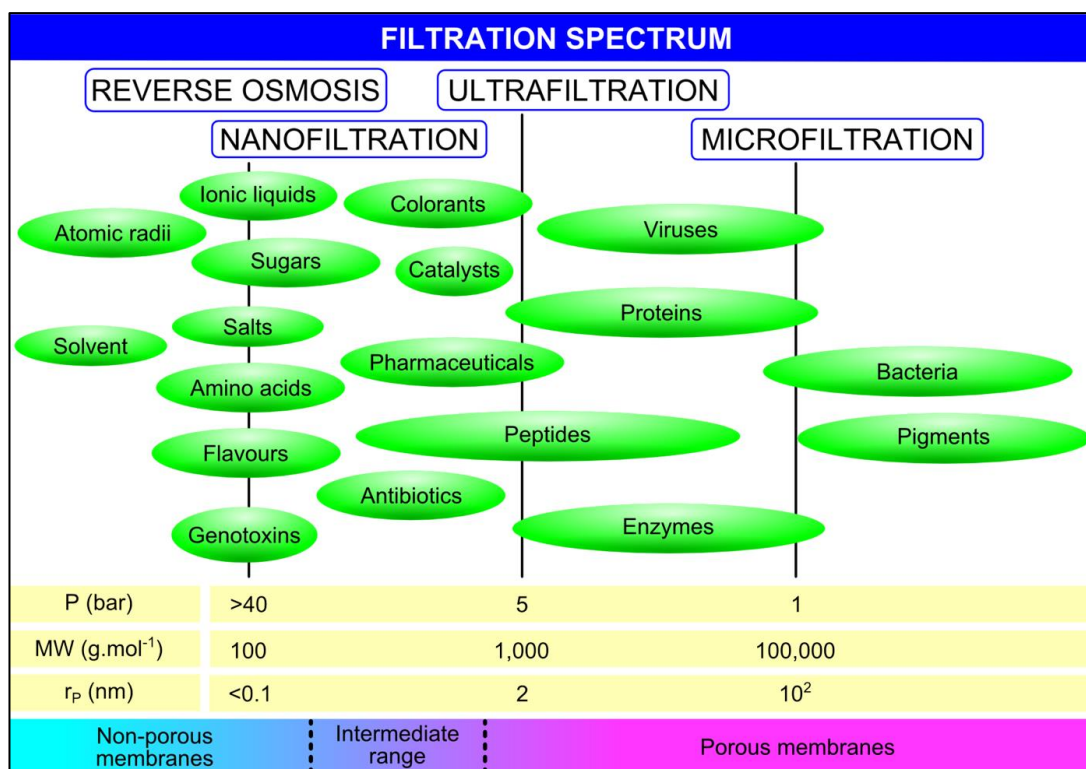 FILTRATION SPECTRUM
REVERSE OSMOSIS
ULTRAFILTRATION
NANOFILTRATION
MICROFILTRATION
Ionic liquids
Colorants
Atomic radii
Viruses
Sugars
Catalysts
Salts
Proteins
Solvent
Pharmaceuticals
Bacteria
Amino acids
Peptides
Pigments
Flavours
Antibiotics
Enzymes
Genotoxins
P (bar) >40 5 1
MW (g.mol⁻¹) 100 1,000 100,000
rₚ (nm) <0.1 2 10²
Non-porous
membranes
Intermediate
range
Porous membranes